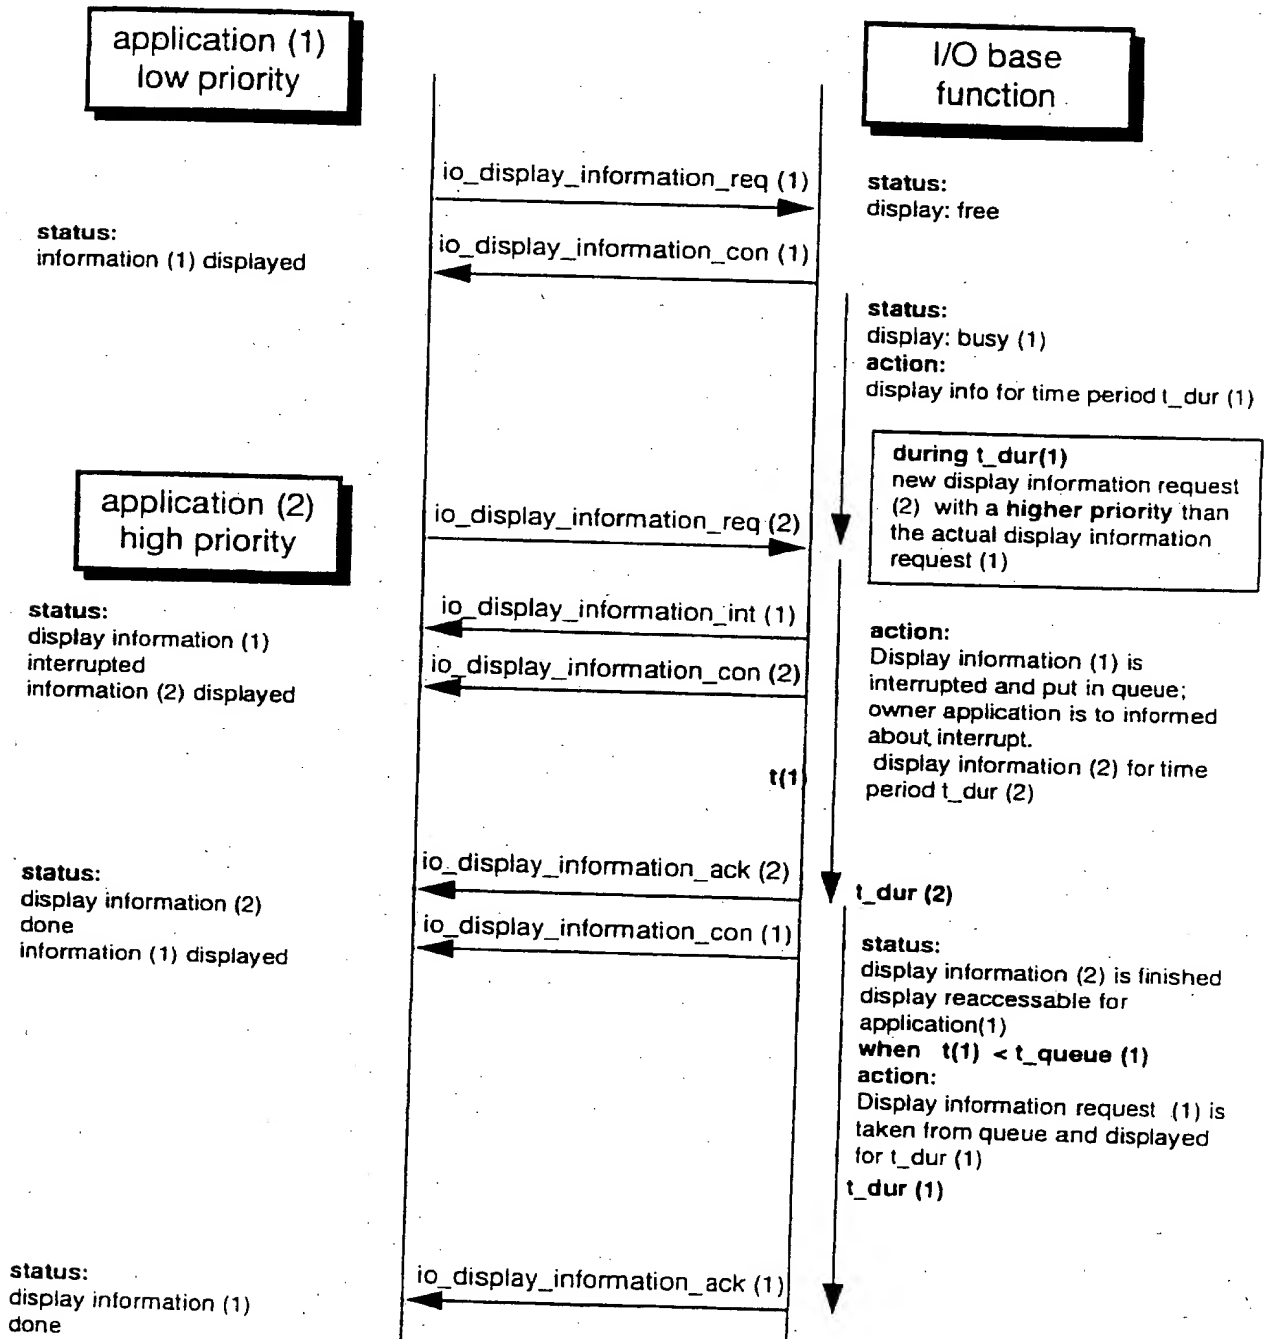 application (1)
low priority
I/O base
function
io_display_information_req (1)
status:
display: free
status:
information (1) displayed
io_display_information_con (1)
status:
display: busy (1)
action:
display info for time period t_dur (1)
during t_dur(1)
new display information request
(2) with a higher priority than
the actual display information
request (1)
application (2)
high priority
io_display_information_req (2)
status:
display information (1)
interrupted
information (2) displayed
io_display_information_int (1)
io_display_information_con (2)
action:
Display information (1) is
interrupted and put in queue;
owner application is to informed
about interrupt.
display information (2) for time
period t_dur (2)
t(1)
io_display_information_ack (2)
t_dur (2)
status:
display information (2)
done
information (1) displayed
io_display_information_con (1)
status:
display information (2) is finished
display reaccessable for
application(1)
when t(1) < t_queue (1)
action:
Display information request (1) is
taken from queue and displayed
for t_dur (1)
t_dur (1)
status:
display information (1)
done
io_display_information_ack (1)